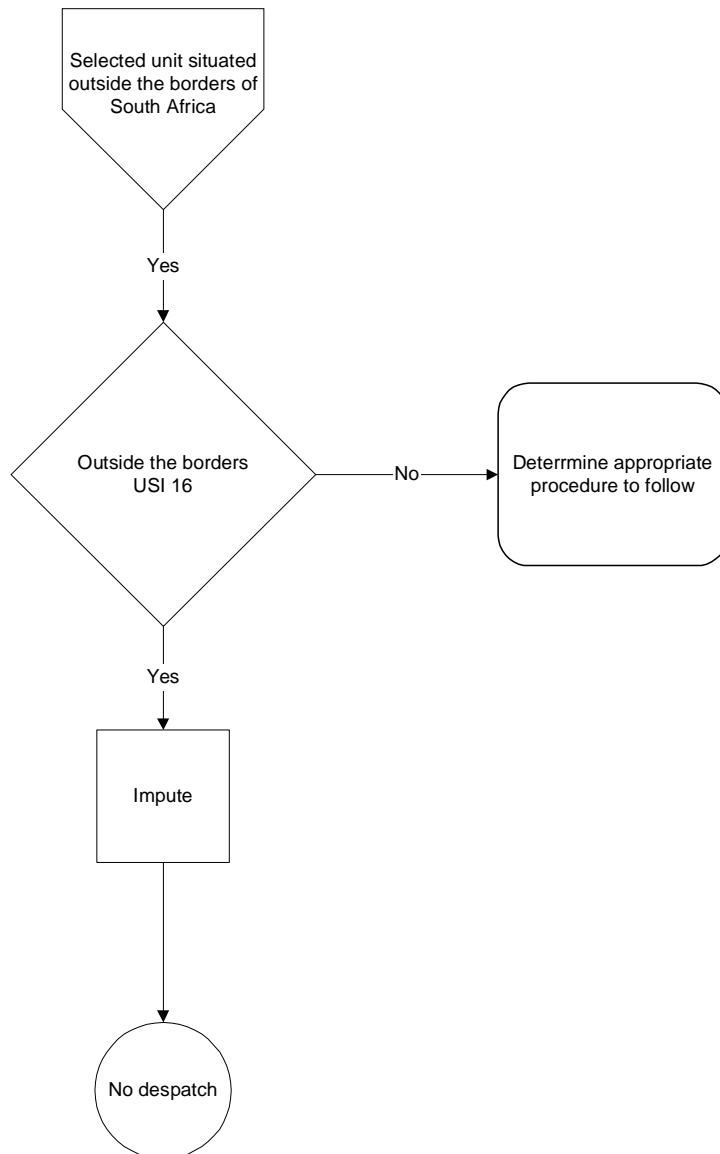 Selected unit situated
outside the borders of
South Africa
Yes
Outside the borders
USI 16
No
Deterrmine appropriate
procedure to follow
Yes
Impute
No despatch